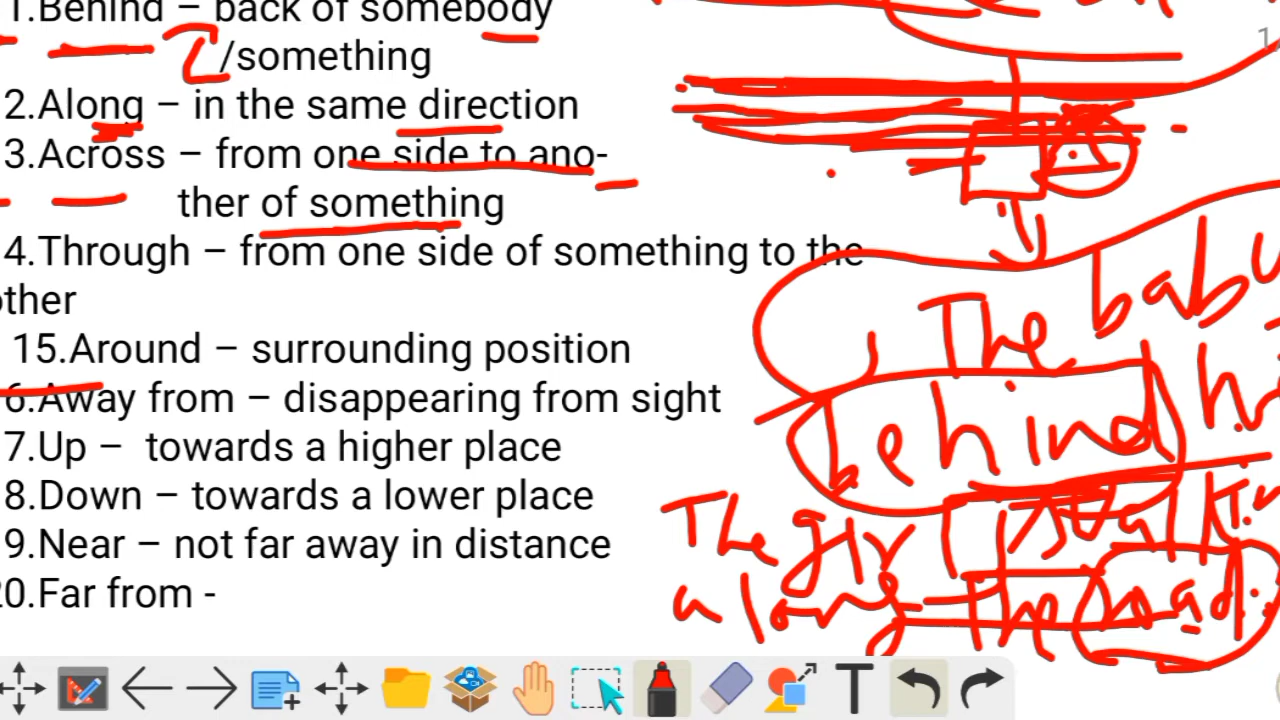 1.Behind – back of somebody
/something
2.Along – in the same direction
3.Across – from one side to ano-
ther of something
4.Through – from one side of something to the
other
15.Around – surrounding position
6.Away from – disappearing from sight
7.Up –  towards a higher place
8.Down – towards a lower place
9.Near – not far away in distance
20.Far from -
The
behind
The girl is
along the road.
T